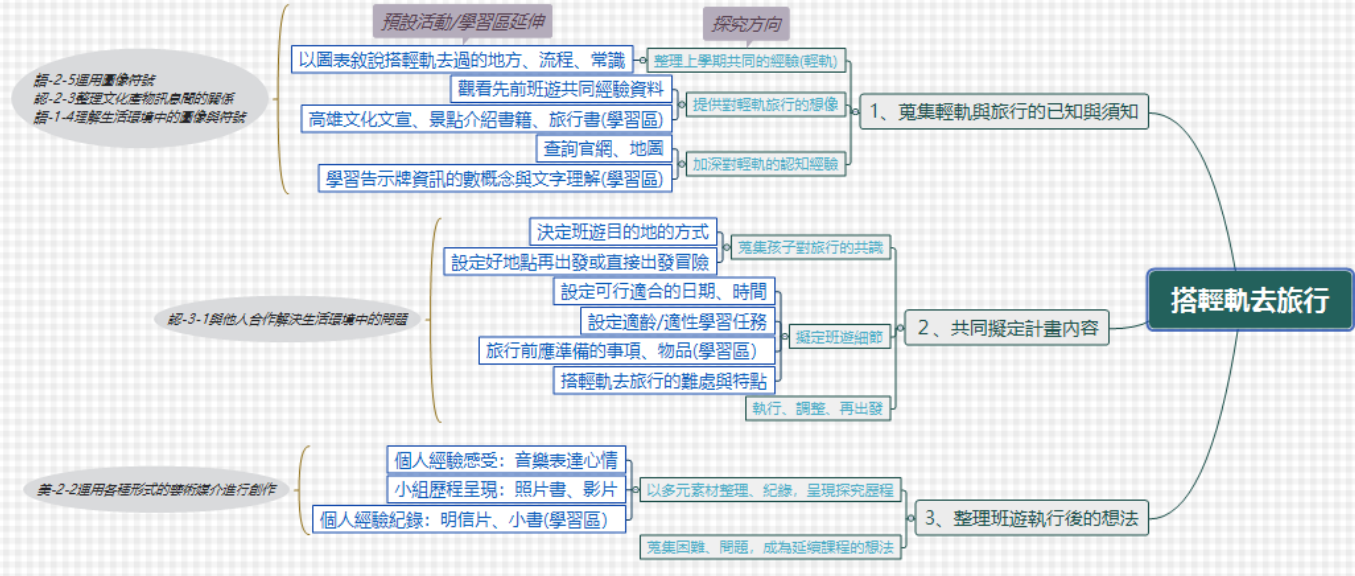 預設活動/學習區延伸
探究方向
搭輕軌去旅行
1、蒐集輕軌與旅行的已知與須知
整理上學期共同的經驗(輕軌)
以圖表敘說搭輕軌去過的地方、流程、常識
提供對輕軌旅行的想像
觀看先前班遊共同經驗資料
高雄文化文宣、景點介紹書籍、旅行書(學習區)
加深對輕軌的認知經驗
查詢官網、地圖
學習告示牌資訊的數概念與文字理解(學習區)
語-2-5運用圖像符號
認-2-3整理文化產物訊息間的關係
語-1-4理解生活環境中的圖像與符號
2、共同擬定計畫內容
蒐集孩子對旅行的共識
決定班遊目的地的方式
設定好地點再出發或直接出發冒險
擬定班遊細節
設定可行適合的日期、時間
設定適齡/適性學習任務
旅行前應準備的事項、物品(學習區)
搭輕軌去旅行的難處與特點
執行、調整、再出發
認-3-1與他人合作解決生活環境中的問題
3、整理班遊執行後的想法
以多元素材整理、紀錄，呈現探究歷程
個人經驗感受：音樂表達心情
小組歷程呈現：照片書、影片
個人經驗紀錄：明信片、小書(學習區)
蒐集困難、問題，成為延續課程的想法
美-2-2運用各種形式的藝術媒介進行創作